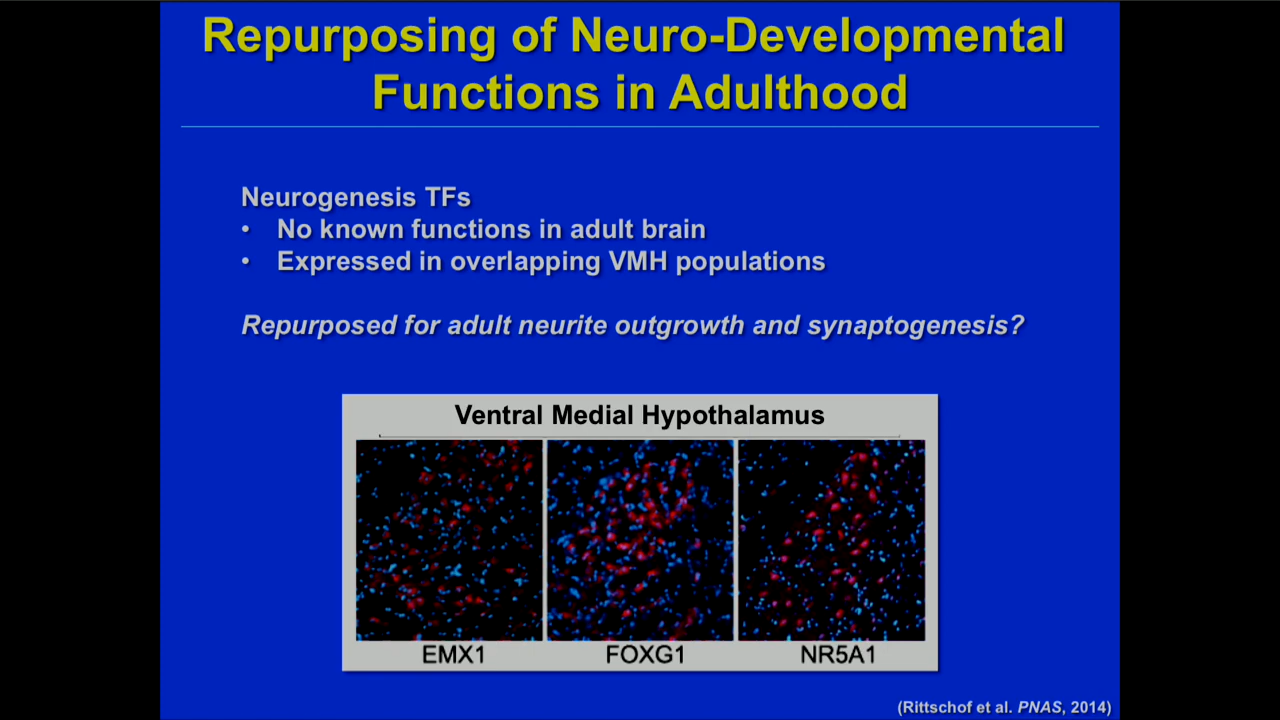 Repurposing of Neuro-Developmental
Functions in Adulthood
Neurogenesis TFs
• No known functions in adult brain
• Expressed in overlapping VMH populations
Repurposed for adult neurite outgrowth and synaptogenesis?
Ventral Medial Hypothalamus
EMX1 FOXG1 NR5A1
(Rittschof et al. PNAS, 2014)